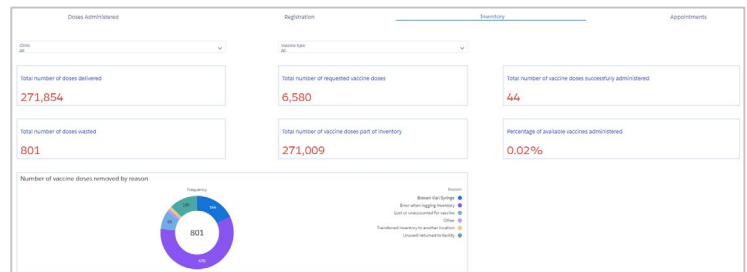 Doses Administered
Registration
Inventory
Appointments
Clinic
All
Vaccine type
All
Total number of doses delivered
271,854
Total number of requested vaccine doses
6,580
Total number of vaccine doses successfully administered
44
Total number of doses wasted
801
Total number of vaccine doses part of inventory
271,009
Percentage of available vaccines administered
0.02%
Number of vaccine doses removed by reason
Frequency
801
Reason
Broken Vial/Syringe
Error when logging inventory
Lost or unaccounted for vaccine
Other
Transferred inventory to another location
Unused returned to facility